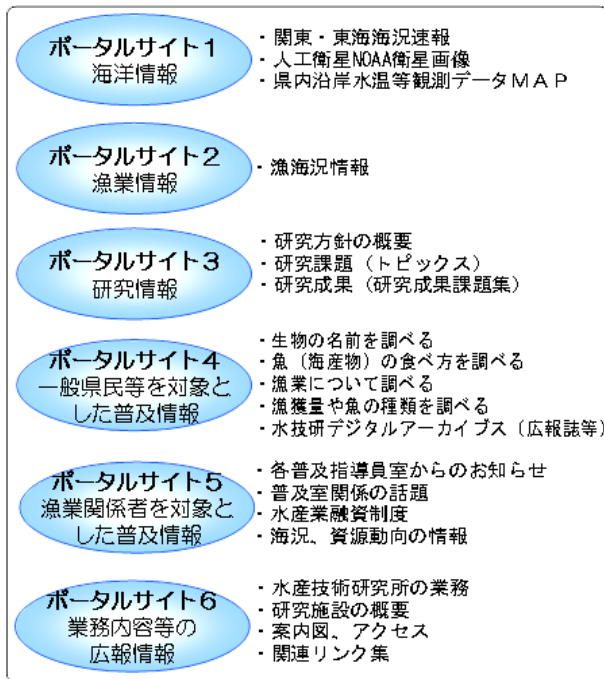 ポータルサイト1
海洋情報
・関東・東海海況速報
・人工衛星NOAA衛星画像
・県内沿岸水温等観測データＭＡＰ
ポータルサイト2
漁業情報
・漁海況情報
ポータルサイト3
研究情報
・研究方針の概要
・研究課題（トピックス）
・研究成果（研究成果課題集）
ポータルサイト4
一般県民等を対象と
した普及情報
・生物の名前を調べる
・魚（海産物）の食べ方を調べる
・漁業について調べる
・漁獲量や魚の種類を調べる
・水技研デジタルアーカイブス（広報誌等）
ポータルサイト5
漁業関係者を対象と
した普及情報
・各普及指導員室からのお知らせ
・普及室関係の話題
・水産業融資制度
・海況、資源動向の情報
ポータルサイト6
業務内容等の
広報情報
・水産技術研究所の業務
・研究施設の概要
・案内図、アクセス
・関連リンク集